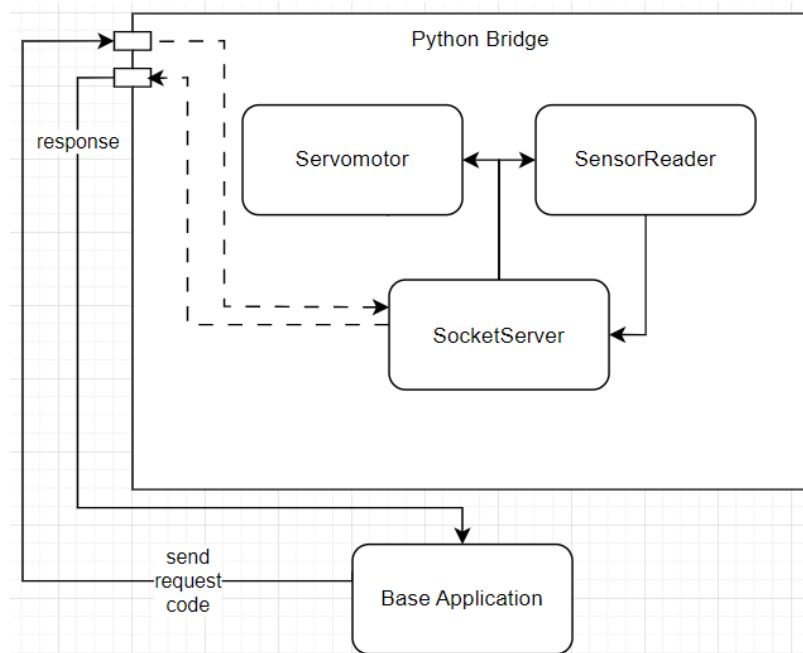 Python Bridge
response
Servomotor
SensorReader
SocketServer
send
request
code
Base Application